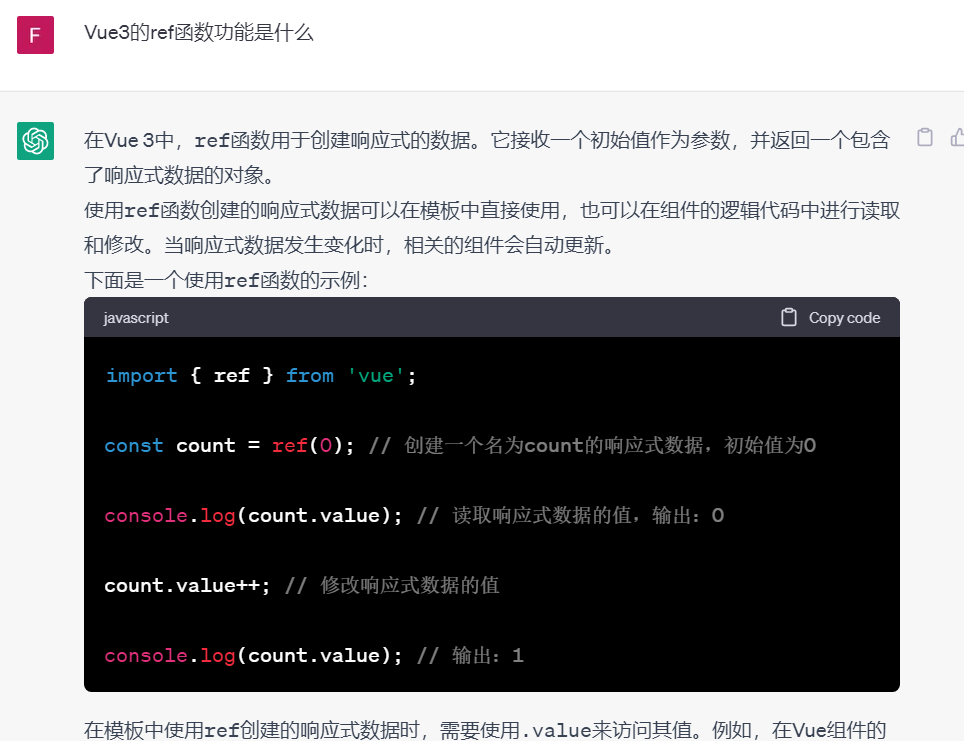 F
Vue3的ref函数功能是什么
在Vue 3中，ref函数用于创建响应式的数据。它接收一个初始值作为参数，并返回一个包含
了响应式数据的对象。
使用ref函数创建的响应式数据可以在模板中直接使用，也可以在组件的逻辑代码中进行读取
和修改。当响应式数据发生变化时，相关的组件会自动更新。
下面是一个使用ref函数的示例：
javascript Copy code
import { ref } from 'vue';
const count = ref(0); // 创建一个名为count的响应式数据，初始值为0
console.log(count.value); // 读取响应式数据的值，输出：0
count.value++; // 修改响应式数据的值
console.log(count.value); // 输出：1
在模板中使用ref创建的响应式数据时，需要使用.value来访问其值。例如，在Vue组件的